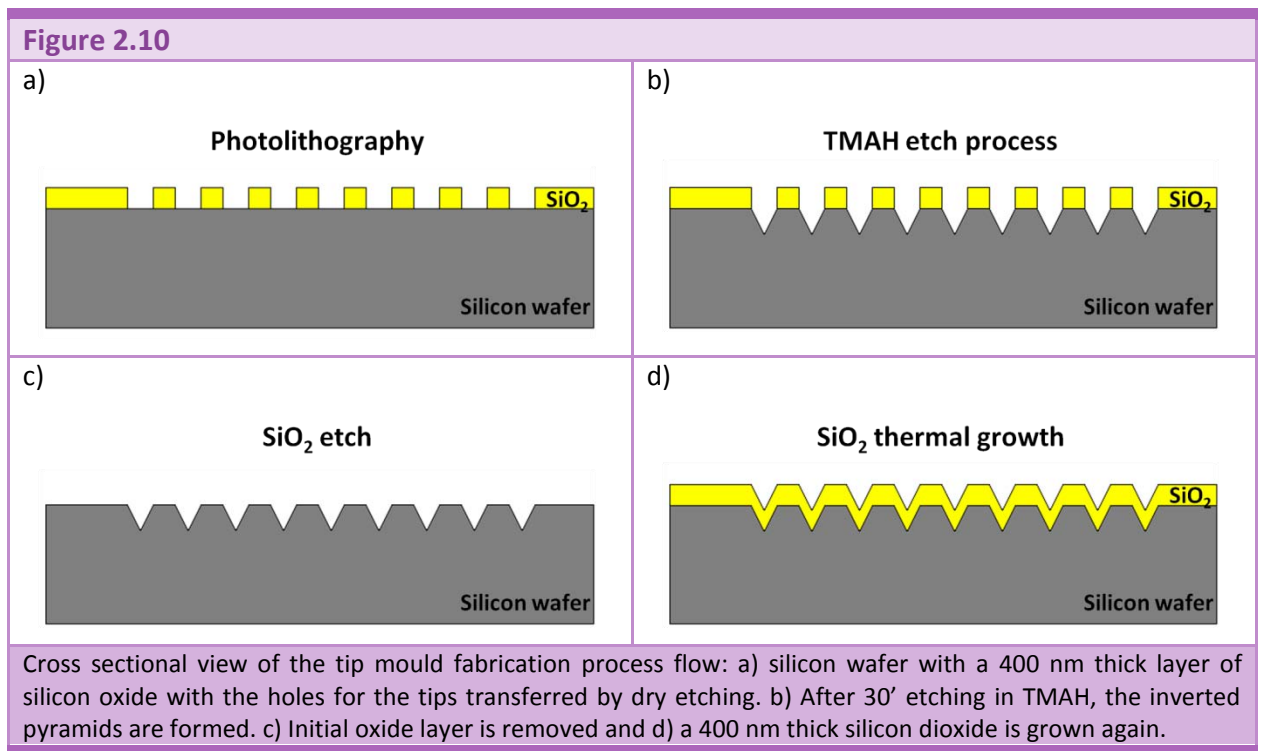 Figure 2.10
a)
Photolithography
SiO₂
Silicon wafer
b)
TMAH etch process
SiO₂
Silicon wafer
c)
SiO₂ etch
Silicon wafer
d)
SiO₂ thermal growth
SiO₂
Silicon wafer
Cross sectional view of the tip mould fabrication process flow: a) silicon wafer with a 400 nm thick layer of
silicon oxide with the holes for the tips transferred by dry etching. b) After 30’ etching in TMAH, the inverted
pyramids are formed. c) Initial oxide layer is removed and d) a 400 nm thick silicon dioxide is grown again.